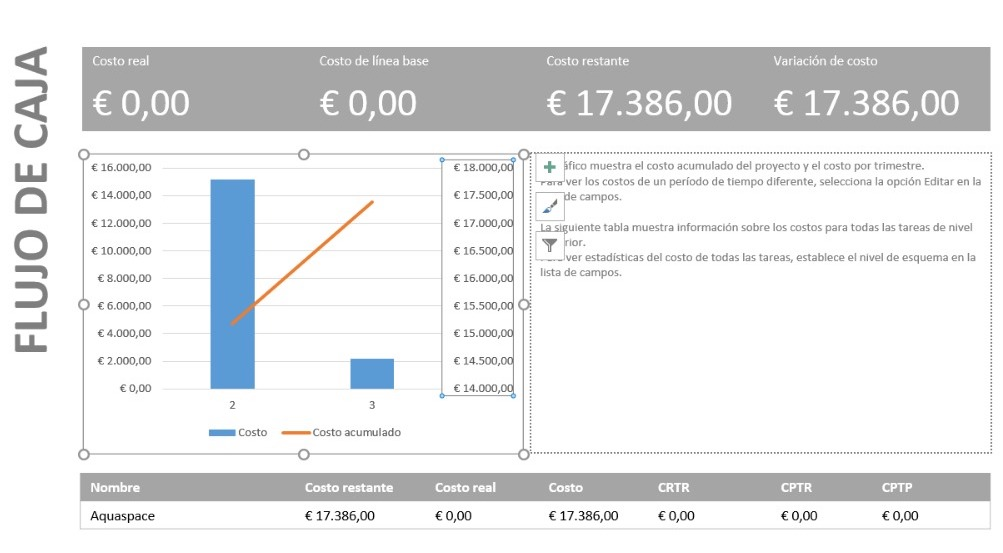 FLUJO DE CAJA
Costo real Costo de línea base Costo restante Variación de costo
€ 0,00 € 0,00 € 17.386,00 € 17.386,00
€ 16.000,00
€ 14.000,00
€ 12.000,00
€ 10.000,00
€ 8.000,00
€ 6.000,00
€ 4.000,00
€ 2.000,00
€ 0,00
€ 18.000,00
€ 17.500,00
€ 17.000,00
€ 16.500,00
€ 16.000,00
€ 15.500,00
€ 15.000,00
€ 14.500,00
€ 14.000,00
2 3
Costo Costo acumulado
muestra el costo acumulado del proyecto y el costo por trimestre.
Para ver los costos de un período de tiempo diferente, selecciona la opción Editar en la
de campos.
La siguiente tabla muestra información sobre los costos para todas las tareas de nivel
ver estadísticas del costo de todas las tareas, establece el nivel de esquema en la
lista de campos.
Nombre Costo restante Costo real Costo CRTR CPTR CPTP
Aquaspace € 17.386,00 € 0,00 € 17.386,00 € 0,00 € 0,00 € 0,00